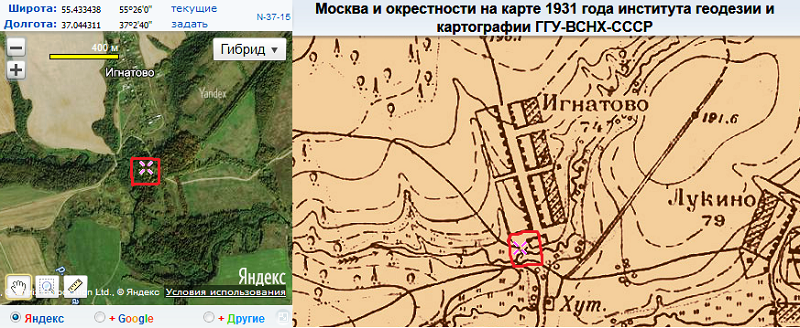 Широта: 55.433438 55°26'0" текущие
Долгота: 37.044311 37°2'40" задать
N-37-15
400 м
Гибрид
Игнатово
Yandex
Яндекс
Ltd., © Яндекс Условия использования
Яндекс + Google + Другие
Москва и окрестности на карте 1931 года института геодезии и
картографии ГГУ-ВСНХ-СССР
Игнатово
74
191.6
Лукино
79
Хут.